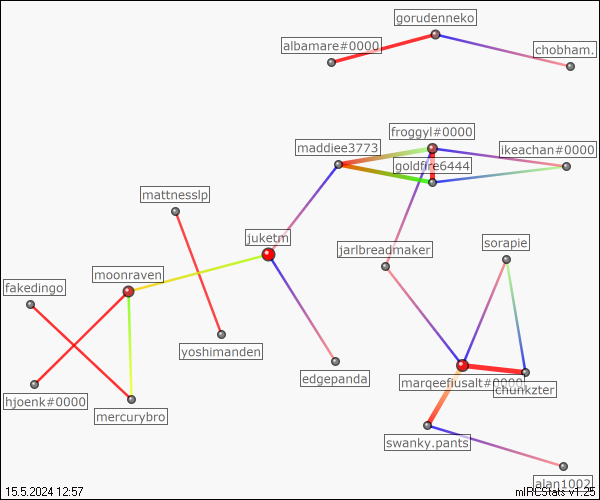 gorudenneko
albamare#0000
chobham.
froggyl#0000
maddiee3773
ikeachan#0000
goldfire6444
mattnesslp
juketm
jarlbreadmaker
sorapie
moonraven
fakedingo
yoshimanden
edgepanda
marqeefiusalt#0000
chunkzter
hjoenk#0000
mercurybro
swanky.pants
alan1002
15.5.2024 12:57
mIRCStats v1.25